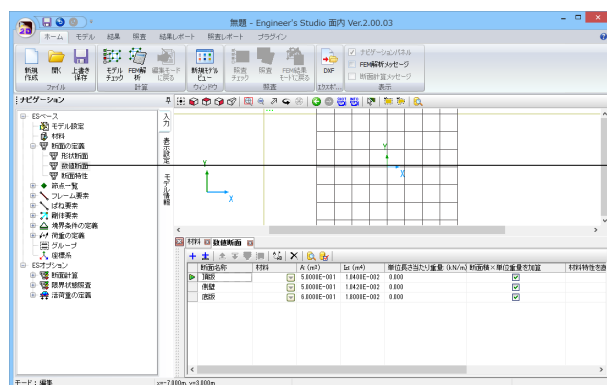 無題 - Engineer's Studio 面内 Ver.2.00.03
ホーム モデル 結果 照査 結果レポート 照査レポート プラグイン
新規作成 開く 上書き保存
ファイル
モデルチェック FEM解析 編集モードに戻る
計算
新規モデルビュー
ウィンドウ
照査チェック 照査 FEM結果モードに戻る
照査
DXF
エクスポ...
ナビゲーションパネル
FEM解析メッセージ
断面計算メッセージ
表示
ナビゲーション
ESベース
モデル設定
材料
断面の定義
形状断面
数値断面
断面特性
節点一覧
フレーム要素
ばね要素
剛体要素
境界条件の定義
荷重の定義
グループ
座標系
ESオプション
断面計算
限界状態照査
活荷重の定義
入力
表示設定
モデル情報
Y
X
Y
X
材料 数値断面
断面名称 材料 A (m²) Izz (m⁴) 単位長さ当たり重量 (kN/m) 断面積×単位重量を加算 材料特性を直
頂版 5.0000E-001 1.0400E-002 0.000
側壁 5.0000E-001 1.0420E-002 0.000
底版 6.0000E-001 1.8000E-002 0.000
モード: 編集 x=-7.800m, y=3.800m